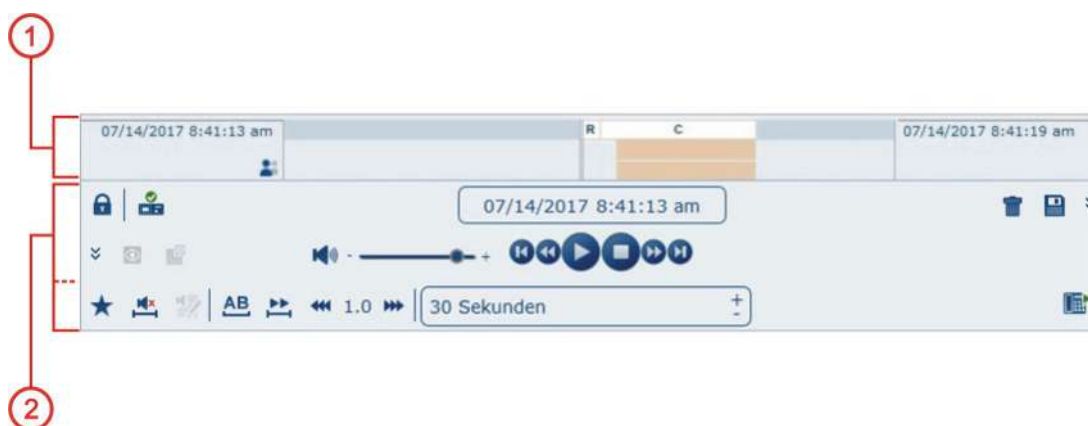 1
07/14/2017 8:41:13 am
R
C
07/14/2017 8:41:19 am
07/14/2017 8:41:13 am
- +
AB
1.0
30 Sekunden
+
-
2